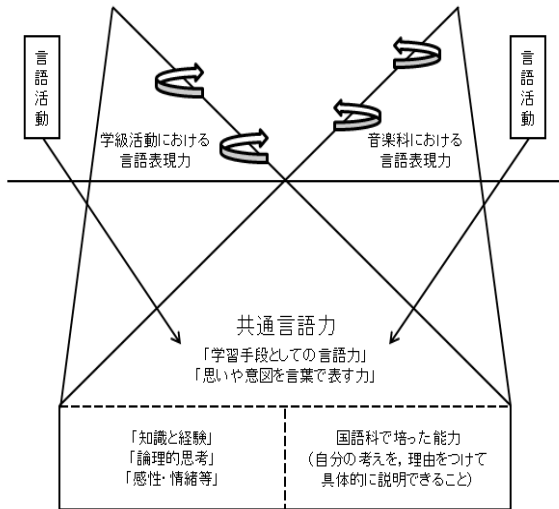 言語活動
言語活動
学級活動における
言語表現力
音楽科における
言語表現力
共通言語力
「学習手段としての言語力」
「思いや意図を言葉で表す力」
「知識と経験」
「論理的思考」
「感性・情緒等」
国語科で培った能力
(自分の考えを,理由をつけて
具体的に説明できること)